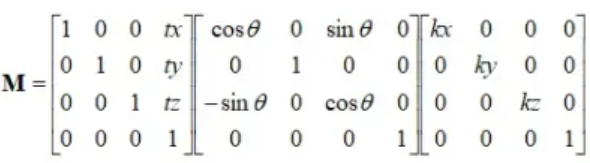 1 0 0 tx cosθ 0 sinθ 0 kx 0 0 0
0 1 0 ty 0 1 0 0 0 ky 0 0
M =
0 0 1 tz -sinθ 0 cosθ 0 0 0 kz 0
0 0 0 1 0 0 0 1 0 0 0 1